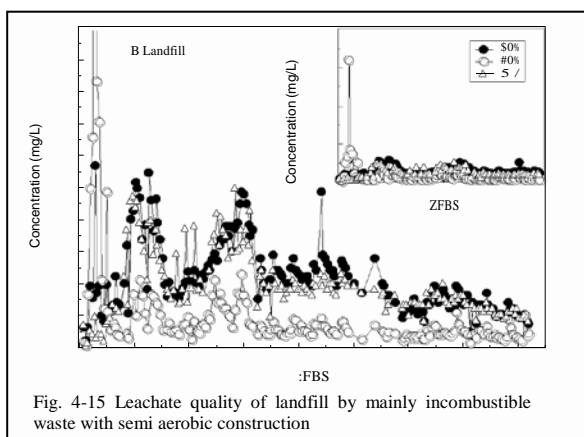 B Landfill
$0%
#0%
5 /
Concentration (mg/L)
ZFBS
Concentration (mg/L)
:FBS
Fig. 4-15 Leachate quality of landfill by mainly incombustible
waste with semi aerobic construction